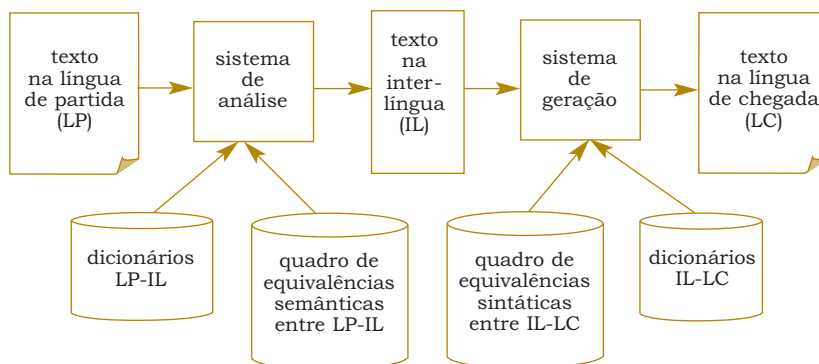 texto
na língua
de partida
(LP)
sistema
de
análise
texto
na
inter-
língua
(IL)
sistema
de
geração
texto
na língua
de chegada
(LC)
dicionários
LP-IL
quadro de
equivalências
semânticas
entre LP-IL
quadro de
equivalências
sintáticas
entre IL-LC
dicionários
IL-LC